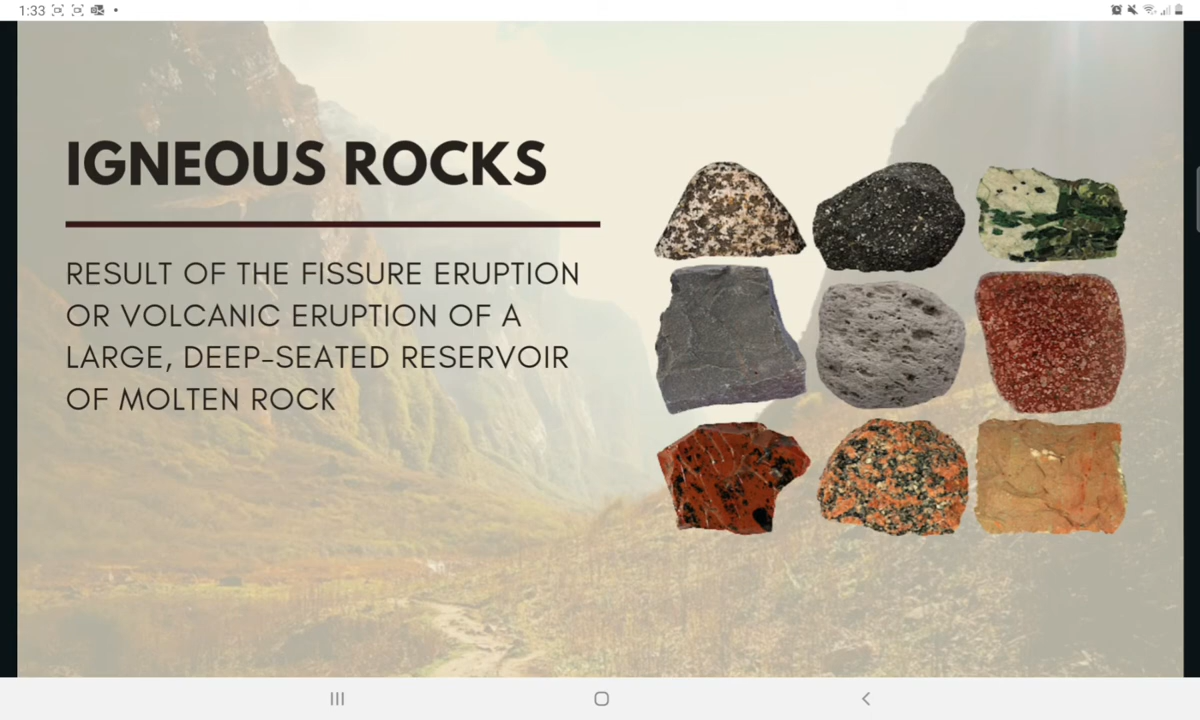 1:33
IGNEOUS ROCKS
RESULT OF THE FISSURE ERUPTION
OR VOLCANIC ERUPTION OF A
LARGE, DEEP-SEATED RESERVOIR
OF MOLTEN ROCK